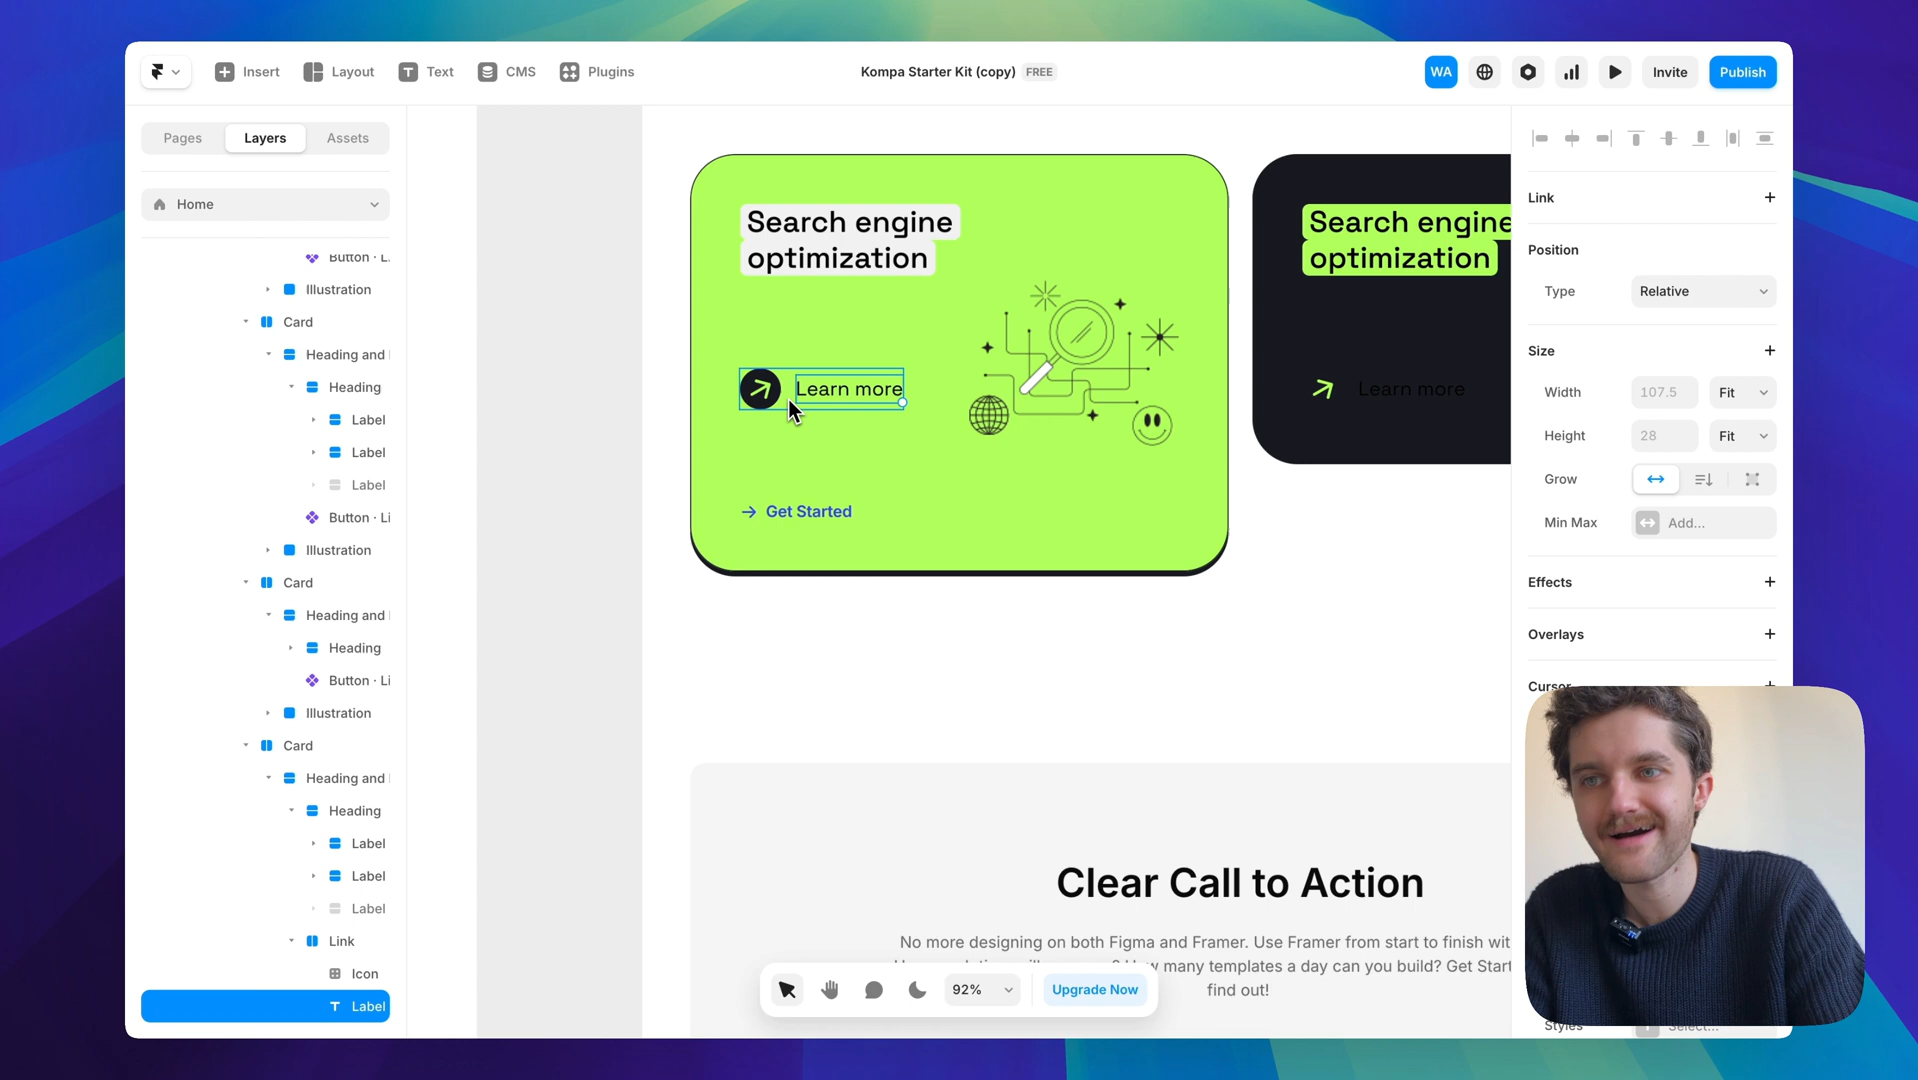 Insert
Layout
Text
CMS
Plugins
Kompa Starter Kit (copy) FREE
WA
Invite
Publish
Pages
Layers
Assets
Home
Button · L
Illustration
Card
Heading and
Heading
Label
Label
Label
Button · Li
Illustration
Card
Heading and
Heading
Button · Li
Illustration
Card
Heading and
Heading
Label
Label
Label
Link
Icon
Label
Search engine
optimization
Learn more
Get Started
Search engine
optimization
Learn more
Clear Call to Action
No more designing on both Figma and Framer. Use Framer from start to finish wit
many templates a day can you build? Get Start
find out!
92%
Upgrade Now
Link
Position
Type
Relative
Size
Width
107.5
Fit
Height
28
Fit
Grow
Min Max
Add...
Effects
Overlays
Cursor
Styles
Select...